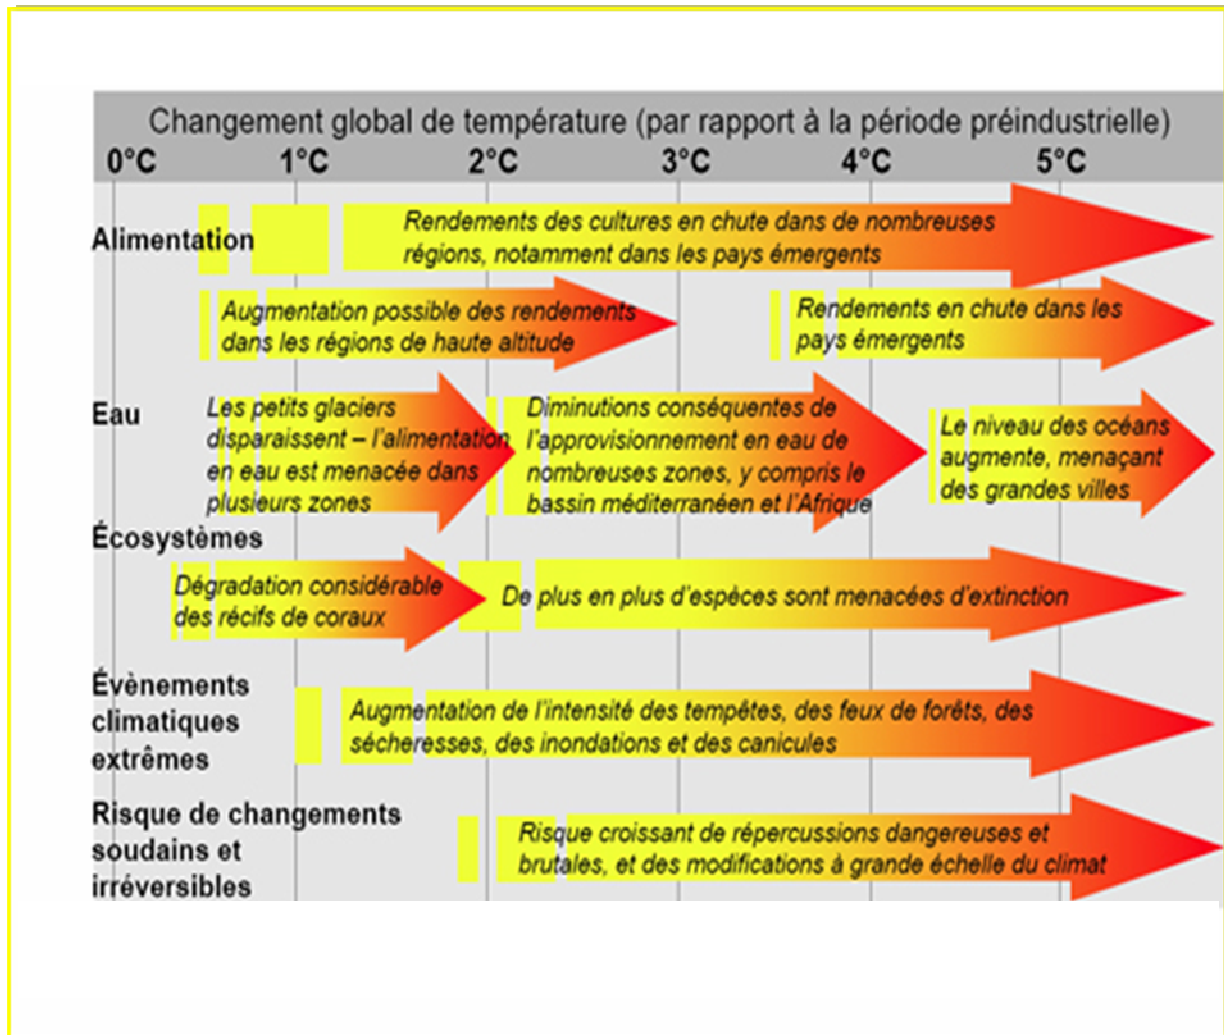 Changement global de température (par rapport à la période préindustrielle)
0°C 1°C 2°C 3°C 4°C 5°C
Alimentation
Rendements des cultures en chute dans de nombreuses
régions, notamment dans les pays émergents
Augmentation possible des rendements
dans les régions de haute altitude
Rendements en chute dans les
pays émergents
Eau
Les petits glaciers
disparaissent – l'alimentation
en eau est menacée dans
plusieurs zones
Diminutions conséquentes de
l'approvisionnement en eau de
nombreuses zones, y compris le
bassin méditerranéen et l'Afrique
Le niveau des océans
augmente, menaçant
des grandes villes
Écosystèmes
Dégradation considérable
des récifs de coraux
De plus en plus d'espèces sont menacées d'extinction
Évènements
climatiques
extrêmes
Augmentation de l'intensité des tempêtes, des feux de forêts, des
sécheresses, des inondations et des canicules
Risque de changements
soudains et
irréversibles
Risque croissant de répercussions dangereuses et
brutales, et des modifications à grande échelle du climat